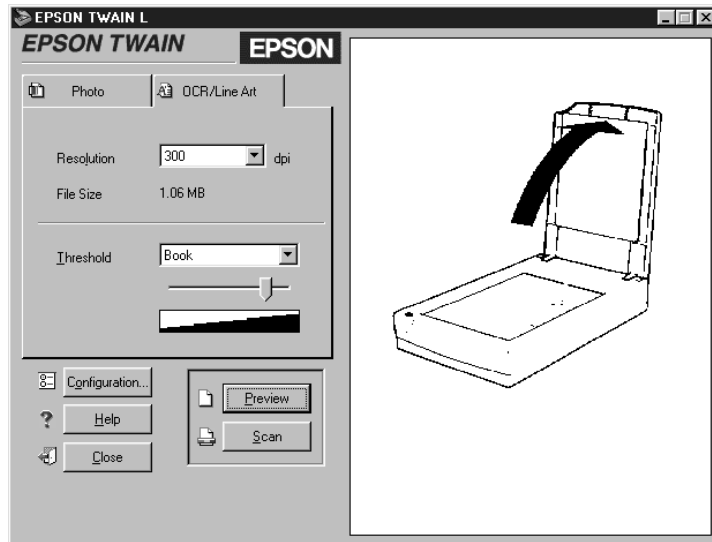 EPSON TWAIN L
EPSON TWAIN
EPSON
Photo
OCR/Line Art
Resolution 300 dpi
File Size 1.06 MB
Threshold Book
Configuration...
Help
Close
Preview
Scan